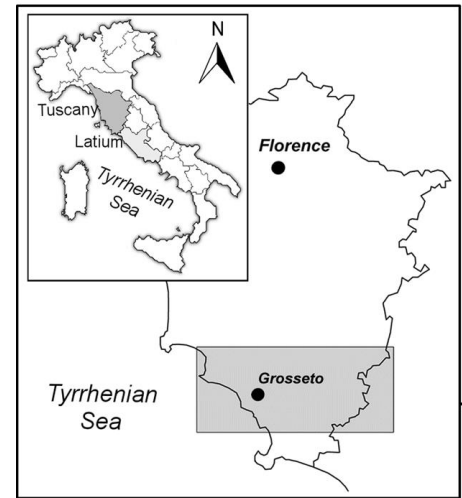 N
Tuscany
Latium
Tyrrhenian
Sea
Florence
Grosseto
Tyrrhenian
Sea